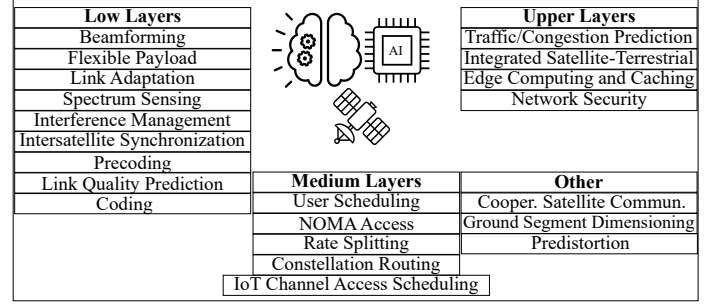 Low Layers
Beamforming
Flexible Payload
Link Adaptation
Spectrum Sensing
Interference Management
Intersatellite Synchronization
Precoding
Link Quality Prediction
Coding
AI
Upper Layers
Traffic/Congestion Prediction
Integrated Satellite-Terrestrial
Edge Computing and Caching
Network Security
Medium Layers
User Scheduling
NOMA Access
Rate Splitting
Constellation Routing
IoT Channel Access Scheduling
Other
Cooper. Satellite Commun.
Ground Segment Dimensioning
Predistortion